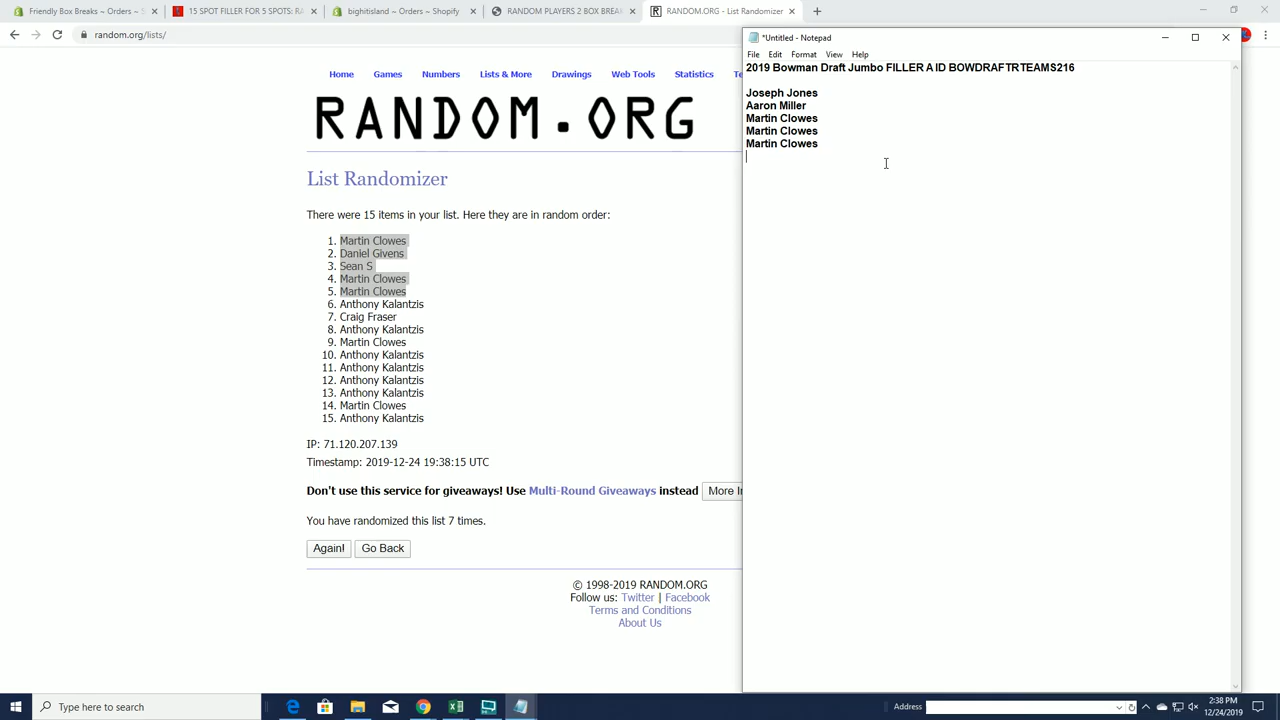 Friendly Box Breaks ~ Orders ~ S
15 SPOT FILLER FOR 5 SPOTS: RA
bighitisland ~ Orders ~ Shopify
RANDOM PLAYERS 2 BOX BREAK
RANDOM.ORG - List Randomizer
random.org/lists/
Home
Games
Numbers
Lists & More
Drawings
Web Tools
Statistics
Te
RANDOM.ORG
List Randomizer
There were 15 items in your list. Here they are in random order:
1. Martin Clowes
2. Daniel Givens
3. Sean S
4. Martin Clowes
5. Martin Clowes
6. Anthony Kalantzis
7. Craig Fraser
8. Anthony Kalantzis
9. Martin Clowes
10. Anthony Kalantzis
11. Anthony Kalantzis
12. Anthony Kalantzis
13. Anthony Kalantzis
14. Martin Clowes
15. Anthony Kalantzis
IP: 71.120.207.139
Timestamp: 2019-12-24 19:38:15 UTC
Don't use this service for giveaways! Use Multi-Round Giveaways instead
More In
You have randomized this list 7 times.
Again!
Go Back
© 1998-2019 RANDOM.ORG
Follow us: Twitter | Facebook
Terms and Conditions
About Us
*Untitled - Notepad
File
Edit
Format
View
Help
2019 Bowman Draft Jumbo FILLER A ID BOWDRAFTRTEAMS216
Joseph Jones
Aaron Miller
Martin Clowes
Martin Clowes
Martin Clowes
Type here to search
Address
2:38 PM
12/24/2019